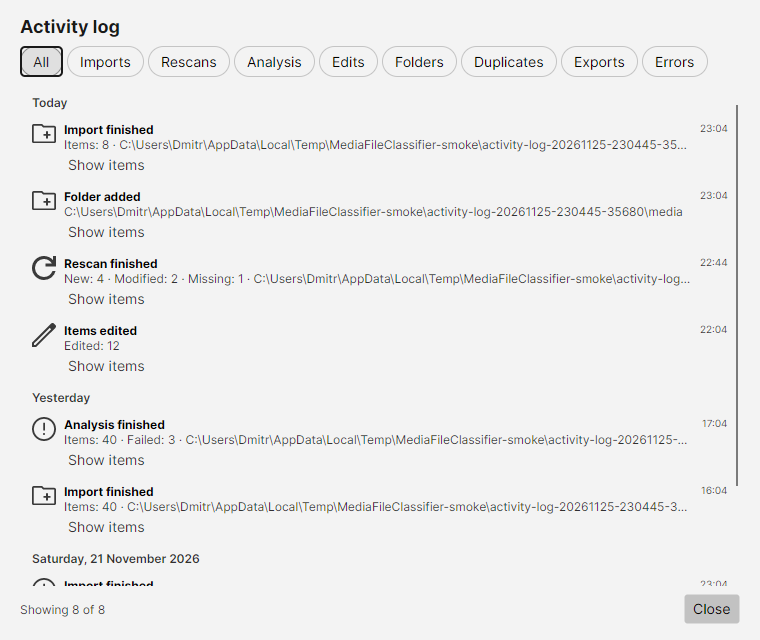 Activity log
All Imports Rescans Analysis Edits Folders Duplicates Exports Errors
Today
Import finished 23:04
Items: 8 · C:\Users\Dmitr\AppData\Local\Temp\MediaFileClassifier-smoke\activity-log-20261125-230445-35...
Show items
Folder added 23:04
C:\Users\Dmitr\AppData\Local\Temp\MediaFileClassifier-smoke\activity-log-20261125-230445-35680\media
Show items
Rescan finished 22:44
New: 4 · Modified: 2 · Missing: 1 · C:\Users\Dmitr\AppData\Local\Temp\MediaFileClassifier-smoke\activity-log...
Show items
Items edited 22:04
Edited: 12
Show items
Yesterday
Analysis finished 17:04
Items: 40 · Failed: 3 · C:\Users\Dmitr\AppData\Local\Temp\MediaFileClassifier-smoke\activity-log-20261125-...
Show items
Import finished 16:04
Items: 40 · C:\Users\Dmitr\AppData\Local\Temp\MediaFileClassifier-smoke\activity-log-20261125-230445-3...
Show items
Saturday, 21 November 2026
Import finished 23:04
Showing 8 of 8
Close